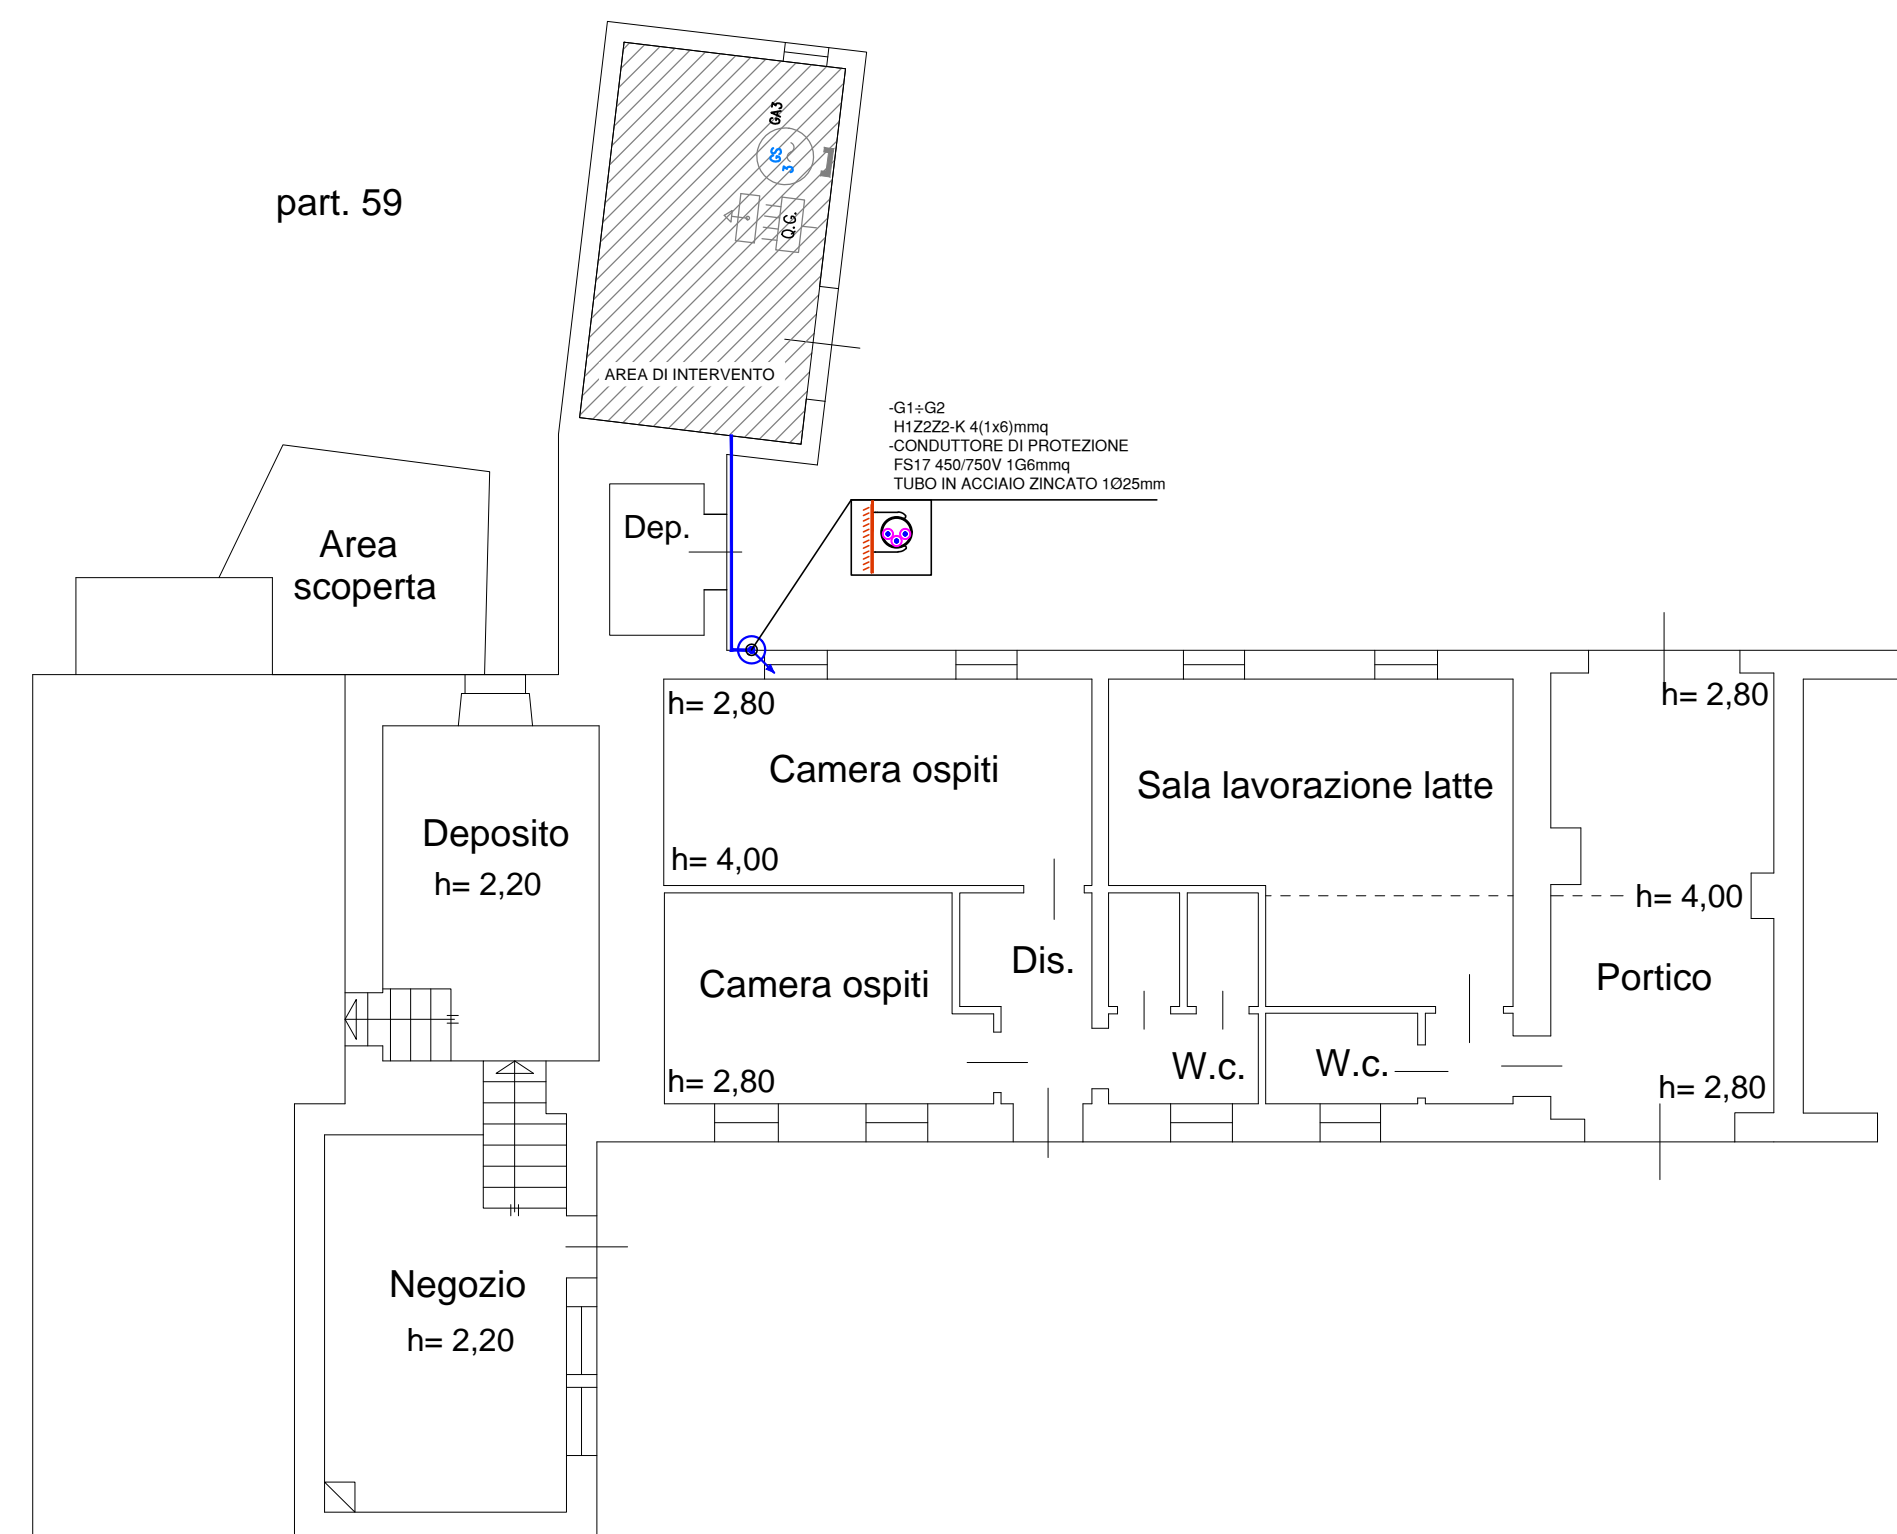 GA3
GS
3
Q.G.
part. 59
AREA DI INTERVENTO
-G1÷G2
H1Z2Z2-K 4(1x6)mmq
-CONDUTTORE DI PROTEZIONE
FS17 450/750V 1G6mmq
TUBO IN ACCIAIO ZINCATO 1Ø25mm
Dep.
Area
scoperta
h= 2,80
h= 2,80
Camera ospiti
Sala lavorazione latte
Deposito
h= 2,20
h= 4,00
h= 4,00
Dis.
Camera ospiti
Portico
W.c.
W.c.
h= 2,80
h= 2,80
Negozio
h= 2,20